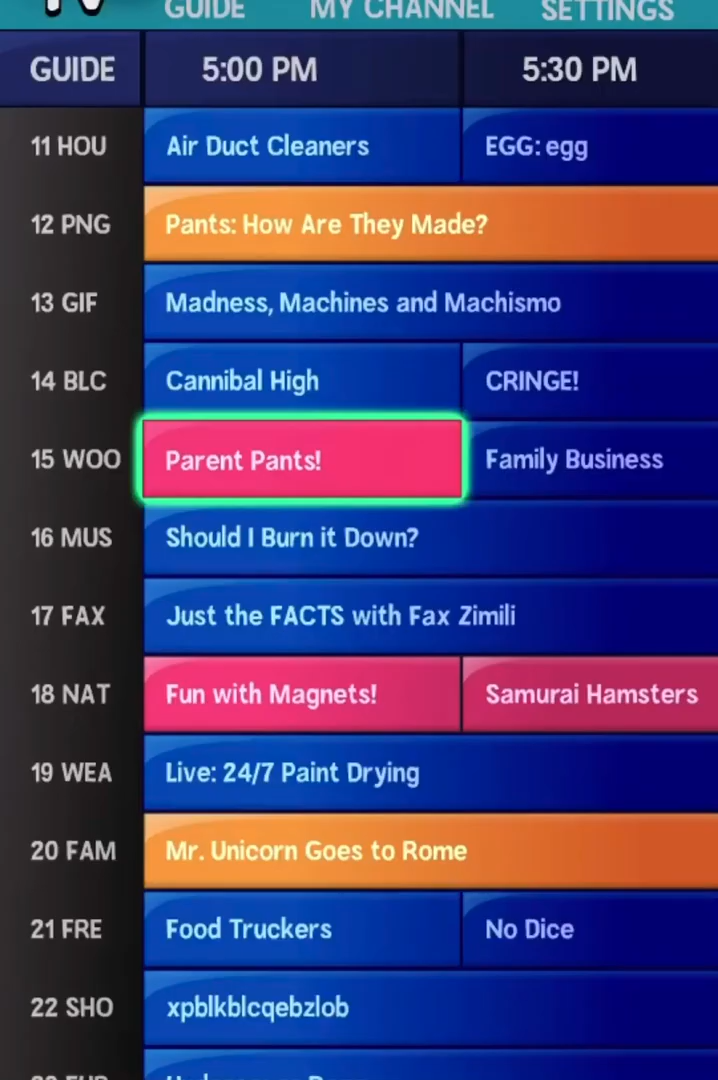 GUIDE MY CHANNEL SETTINGS
GUIDE 5:00 PM 5:30 PM
11 HOU Air Duct Cleaners EGG: egg
12 PNG Pants: How Are They Made?
13 GIF Madness, Machines and Machismo
14 BLC Cannibal High CRINGE!
15 WOO Parent Pants! Family Business
16 MUS Should I Burn it Down?
17 FAX Just the FACTS with Fax Zimili
18 NAT Fun with Magnets! Samurai Hamsters
19 WEA Live: 24/7 Paint Drying
20 FAM Mr. Unicorn Goes to Rome
21 FRE Food Truckers No Dice
22 SHO xpblkblcqebzlob